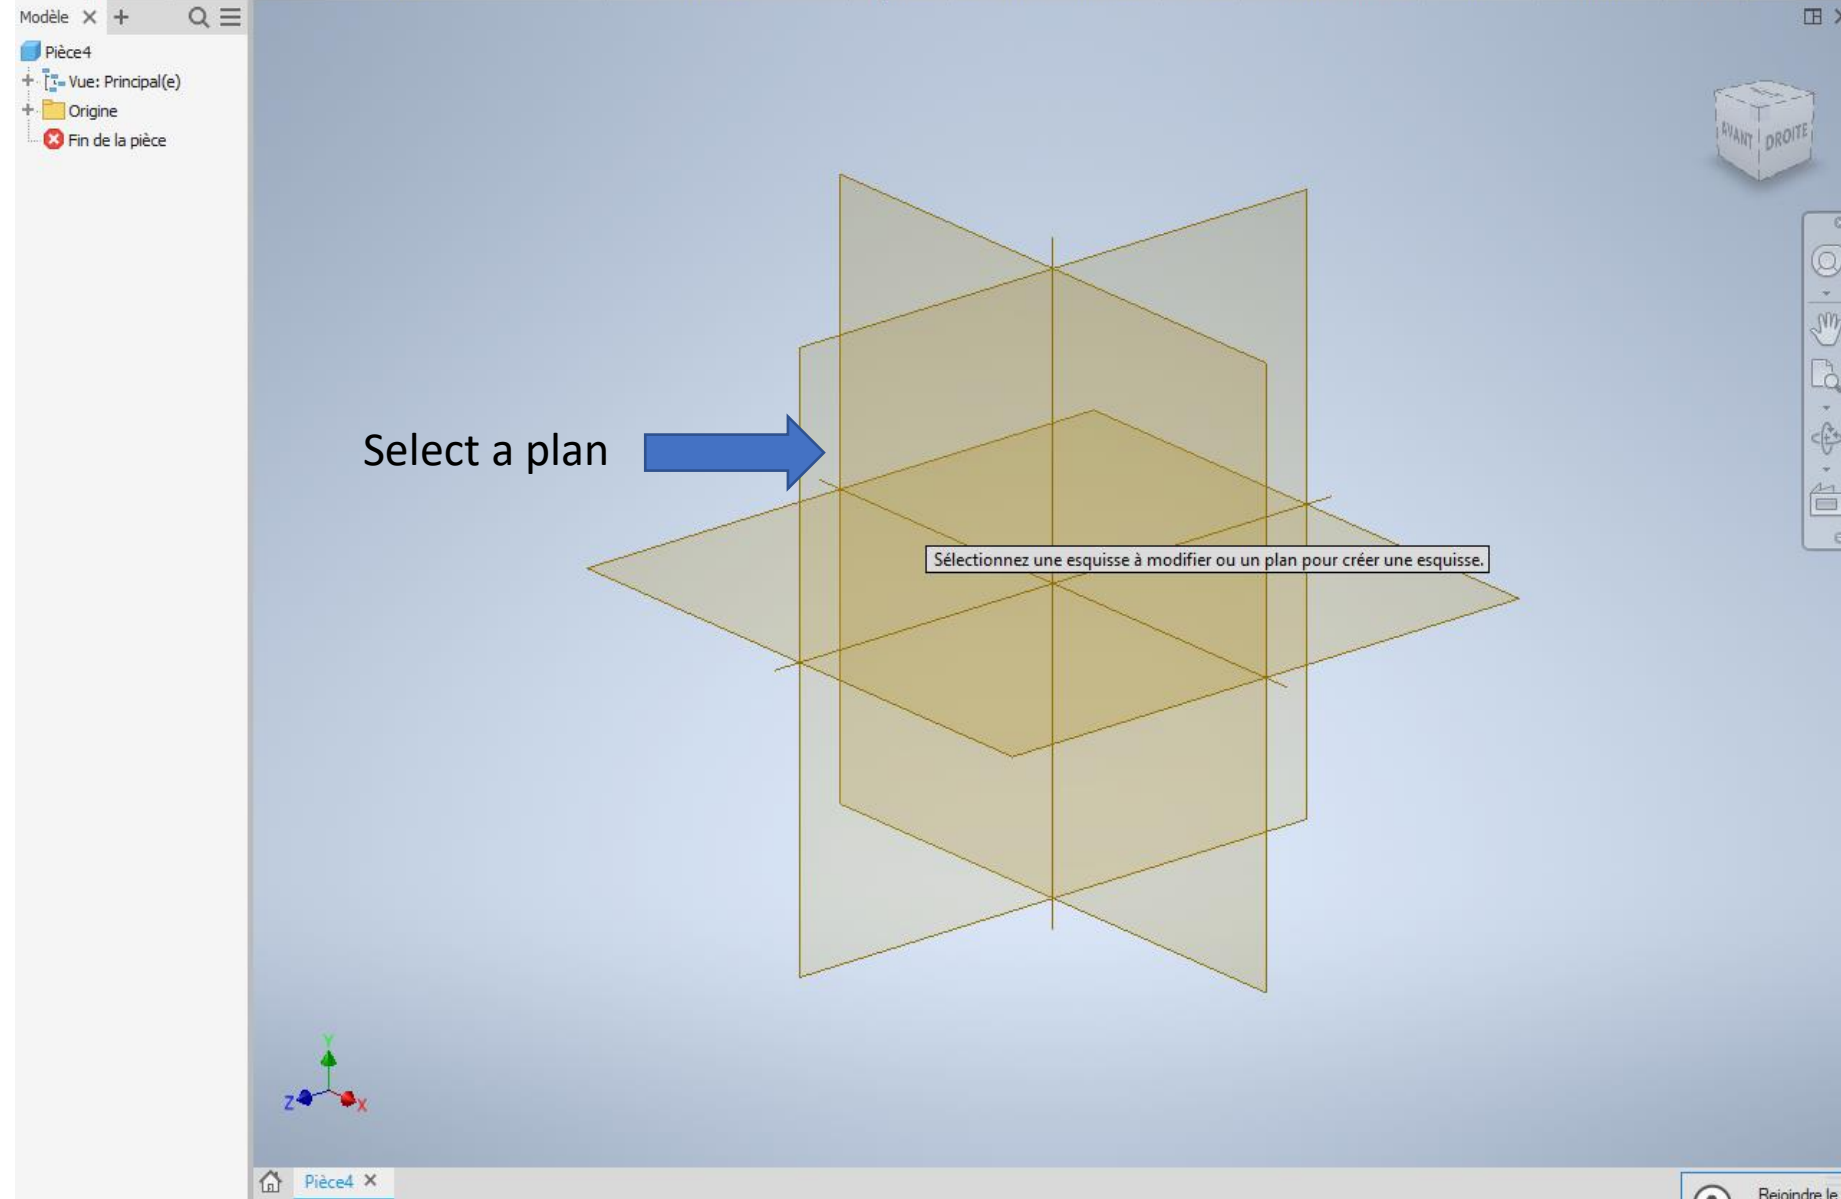 Modèle
Pièce4
Vue: Principal(e)
Origine
Fin de la pièce
AVANT DROITE
Select a plan
Sélectionnez une esquisse à modifier ou un plan pour créer une esquisse.
Y
Z X
Pièce4
Rejoindre le